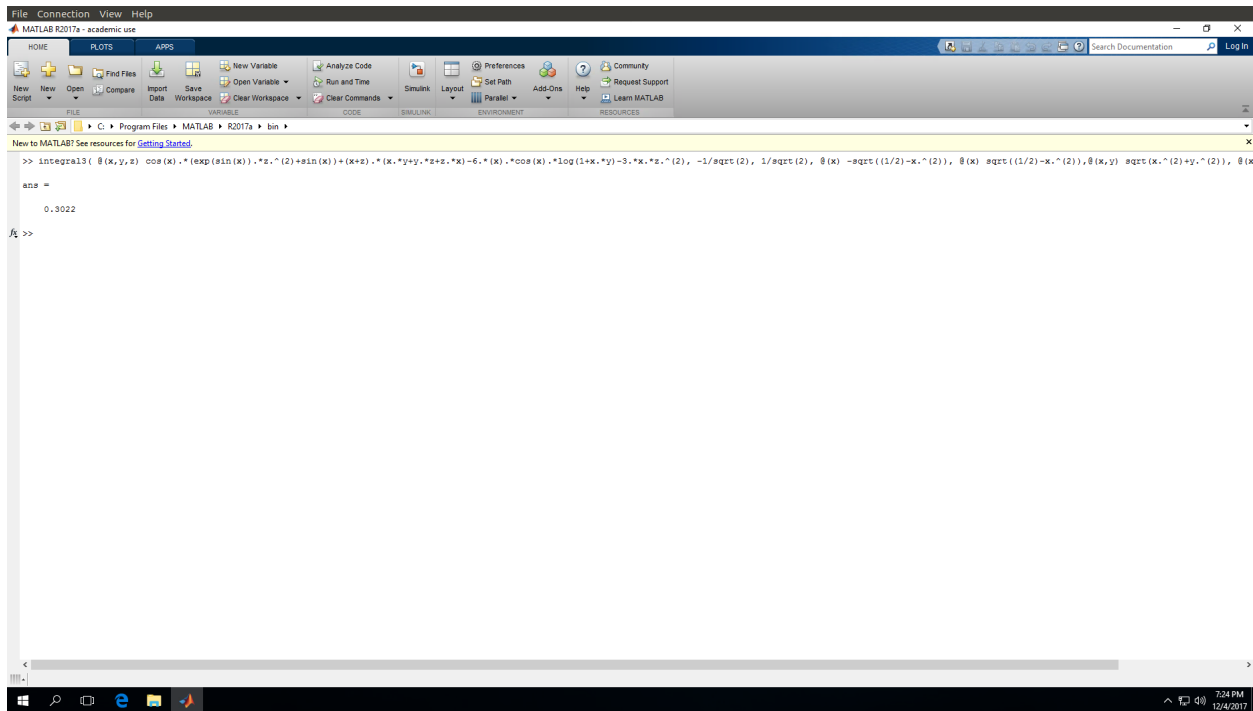 File Connection View Help
MATLAB R2017a - academic use
HOME PLOTS APPS
Search Documentation
Log In
New Script
New
Open
Find Files
Compare
Import Data
Save Workspace
New Variable
Open Variable
Clear Workspace
Analyze Code
Run and Time
Clear Commands
Simulink
Layout
Preferences
Set Path
Parallel
Add-Ons
Help
Community
Request Support
Learn MATLAB
FILE VARIABLE CODE SIMULINK ENVIRONMENT RESOURCES
C: Program Files MATLAB R2017a bin
New to MATLAB? See resources for Getting Started.
>> integral3( @(x,y,z) cos(x).*(exp(sin(x)).*z.^(2)+sin(x))+(x+z).*(x.*y+y.*z+z.*x)-6.*(x).*cos(x).*log(1+x.*y)-3.*x.*z.^(2), -1/sqrt(2), 1/sqrt(2), @(x) -sqrt((1/2)-x.^(2)), @(x) sqrt((1/2)-x.^(2)),@(x,y) sqrt(x.^(2)+y.^(2)), @(x
ans =
0.3022
fx >>
7:24 PM
12/4/2017